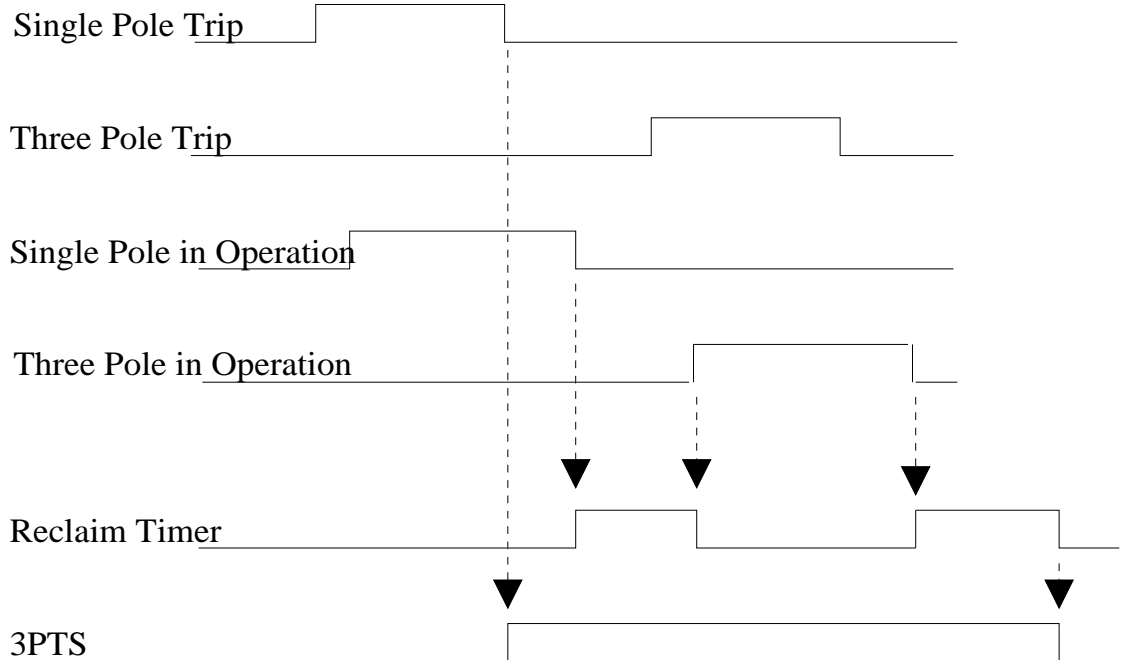 Single Pole Trip
Three Pole Trip
Single Pole in Operation
Three Pole in Operation
Reclaim Timer
3PTS